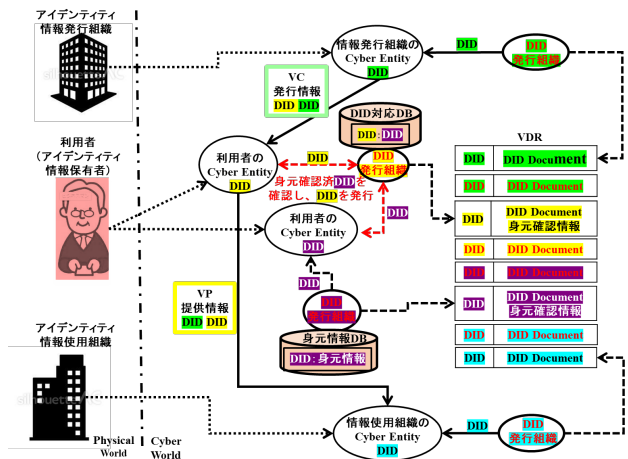 アイデンティティ
情報発行組織
利用者
(アイデンティティ
情報保有者)
アイデンティティ
情報使用組織
Physical
World
Cyber
World
情報発行組織の
Cyber Entity
DID
DID
DID
発行組織
VC
発行情報
DID DID
DID対応DB
DID:DID
利用者の
Cyber Entity
DID
DID
DID
発行組織
身元確認済DIDを
確認し、DIDを発行
利用者の
Cyber Entity
DID
DID
DID
VP
提供情報
DID DID
DID
発行組織
身元情報DB
DID:身元情報
情報使用組織の
Cyber Entity
DID
DID
DID
発行組織
VDR
DID DID Document
DID DID Document
DID DID Document
身元確認情報
DID DID Document
DID DID Document
DID DID Document
身元確認情報
DID DID Document
DID DID Document